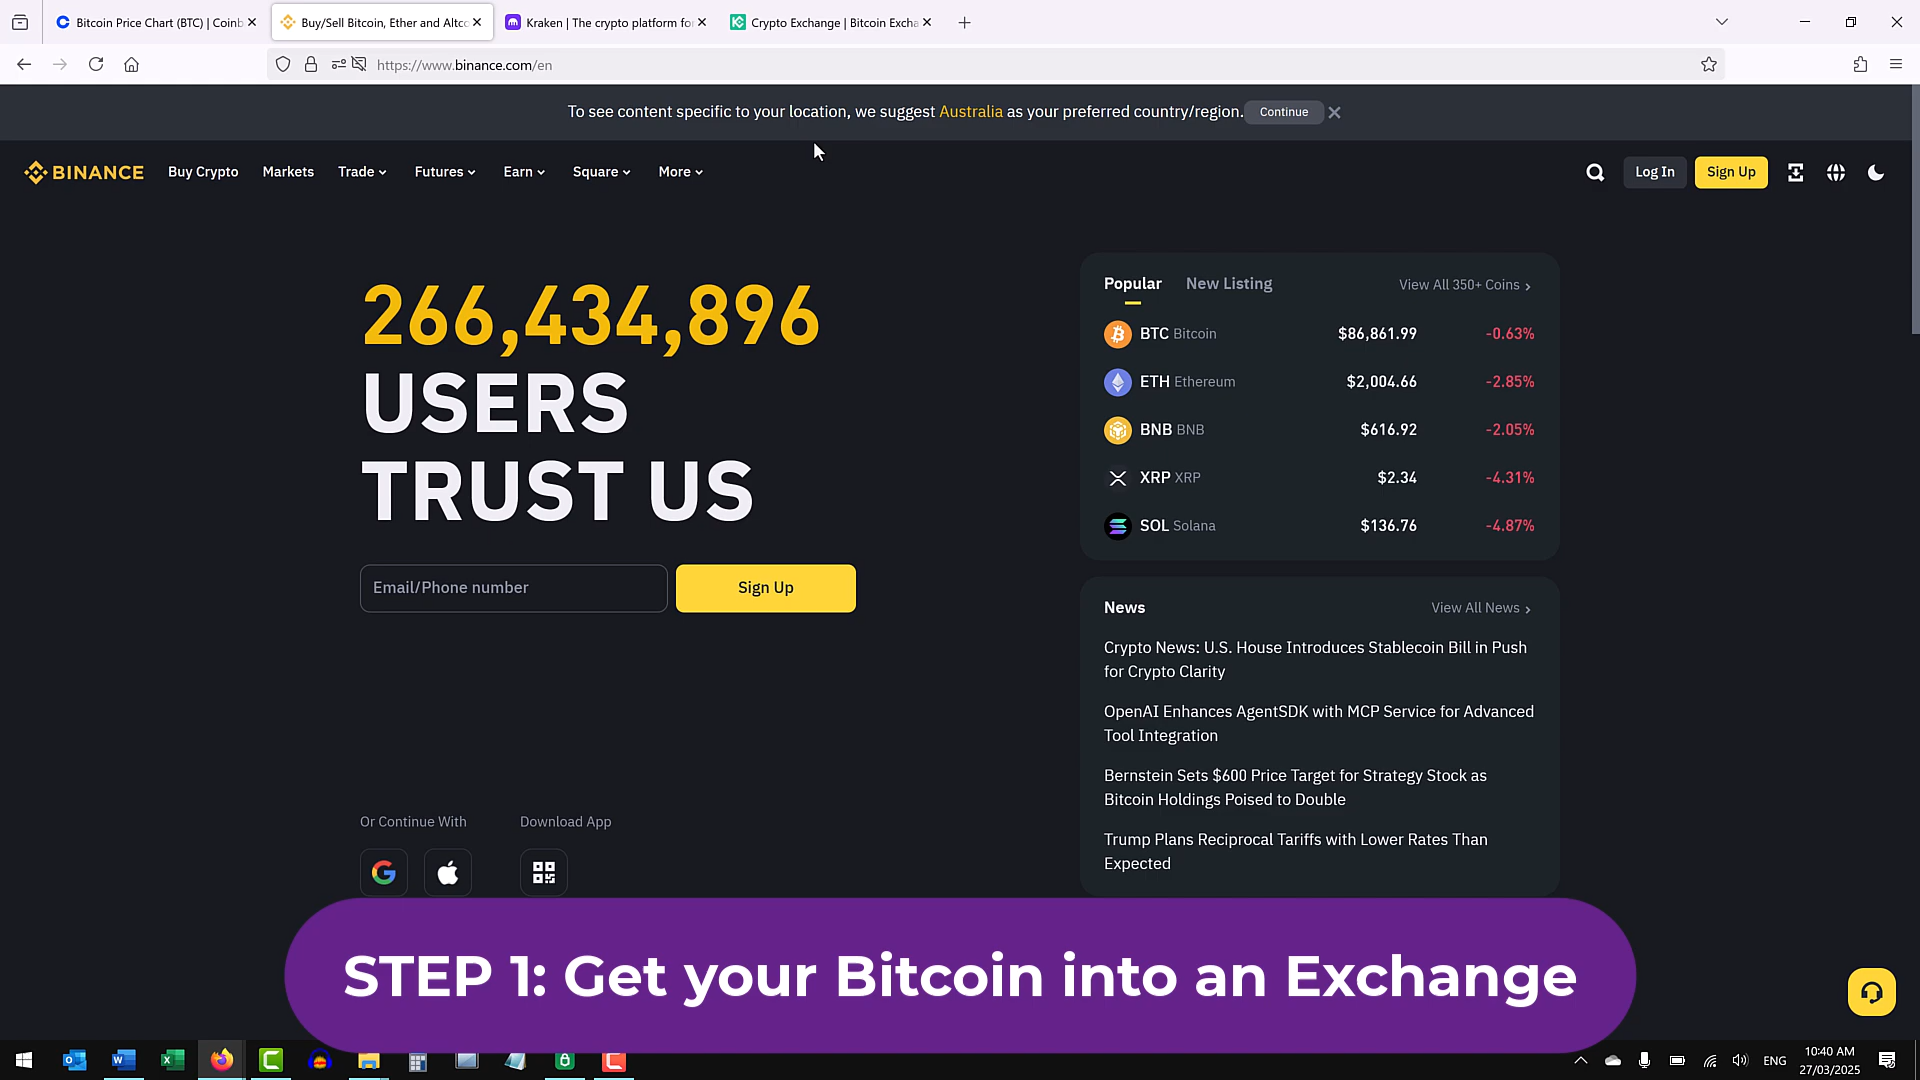 Bitcoin Price Chart (BTC) | Coinb
Buy/Sell Bitcoin, Ether and Altco
Kraken | The crypto platform fo
Crypto Exchange | Bitcoin Excha
https://www.binance.com/en
To see content specific to your location, we suggest Australia as your preferred country/region.
Continue
BINANCE
Buy Crypto
Markets
Trade
Futures
Earn
Square
More
Log In
Sign Up
266,434,896
USERS
TRUST US
Email/Phone number
Sign Up
Or Continue With
Download App
Popular
New Listing
View All 350+ Coins
BTC Bitcoin $86,861.99 -0.63%
ETH Ethereum $2,004.66 -2.85%
BNB BNB $616.92 -2.05%
XRP XRP $2.34 -4.31%
SOL Solana $136.76 -4.87%
News
View All News
Crypto News: U.S. House Introduces Stablecoin Bill in Push
for Crypto Clarity
OpenAI Enhances AgentSDK with MCP Service for Advanced
Tool Integration
Bernstein Sets $600 Price Target for Strategy Stock as
Bitcoin Holdings Poised to Double
Trump Plans Reciprocal Tariffs with Lower Rates Than
Expected
STEP 1: Get your Bitcoin into an Exchange
ENG
10:40 AM
27/03/2025